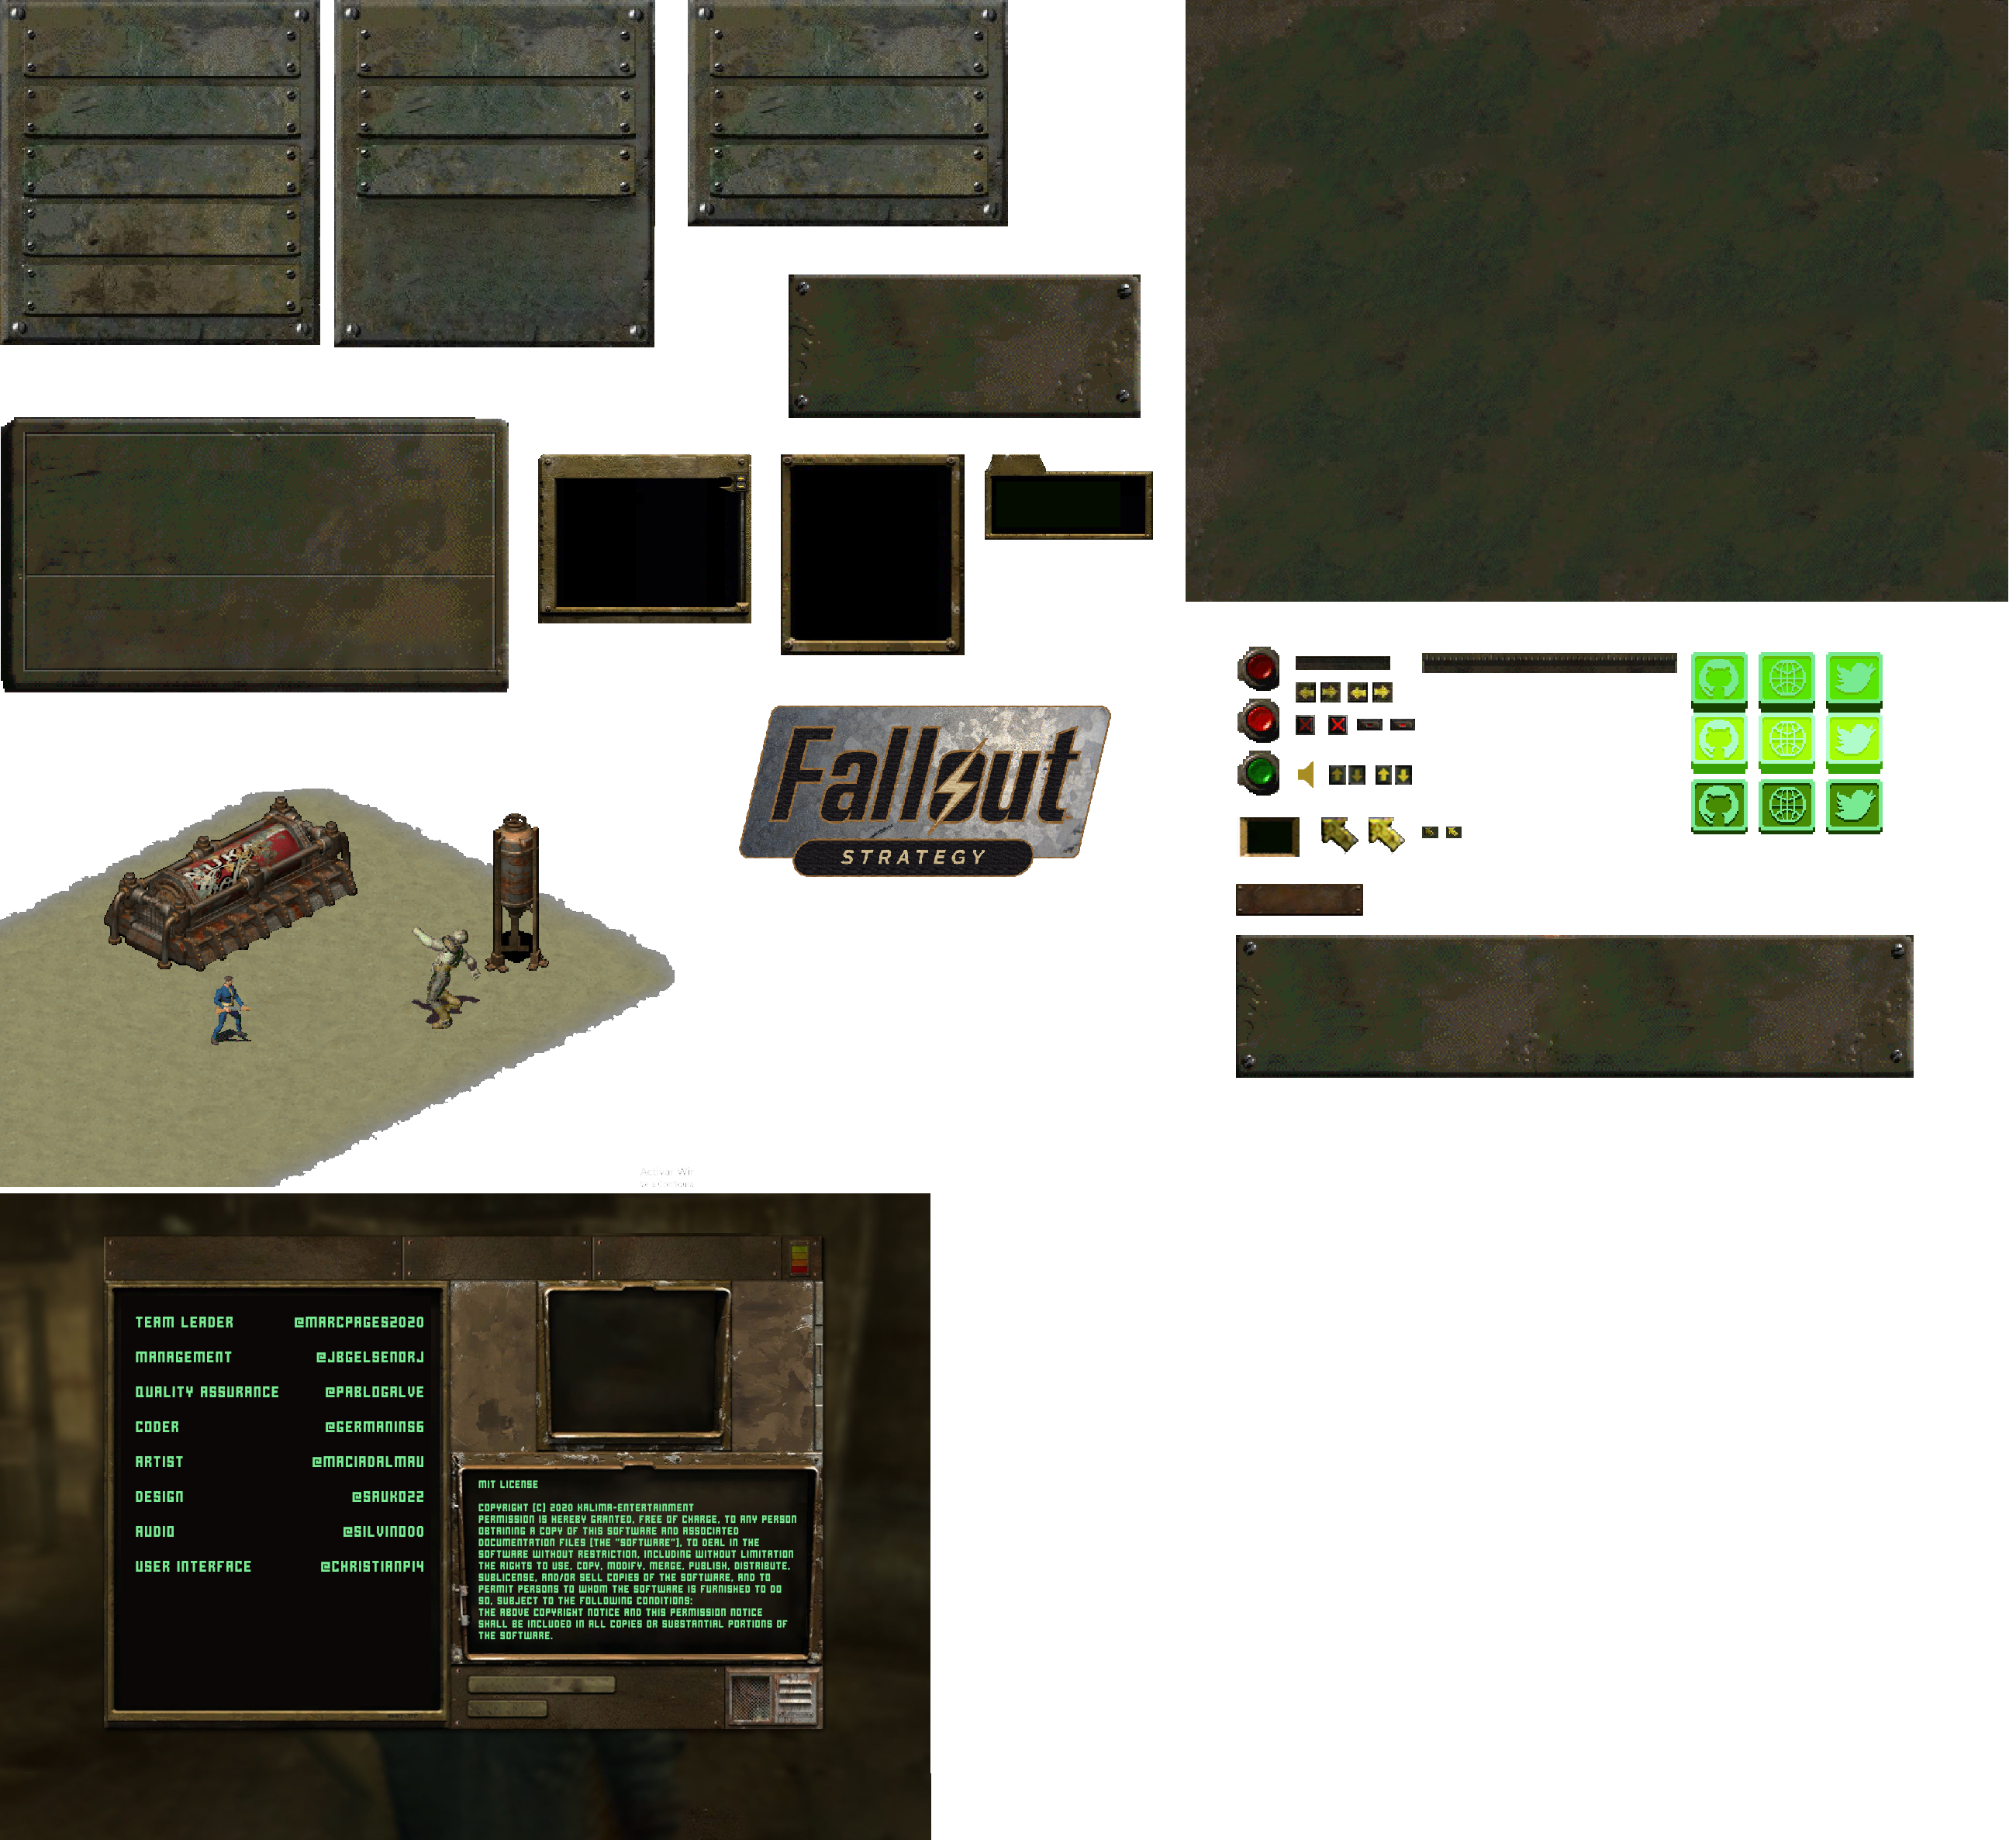 Fallout
STRATEGY
Activar Wi
TEAM LEADER @MARCPAGES2020
MANAGEMENT @JBGELSENDRJ
QUALITY ASSURANCE @PABLOGALVE
CODER @GERMANINS6
ARTIST @MACIADALMAU
DESIGN @SAUKO22
AUDIO @SILVINO00
USER INTERFACE @CHRISTIANPI4
MIT LICENSE
COPYRIGHT [C] 2020 KALIMA-ENTERTAINMENT
PERMISSION IS HEREBY GRANTED, FREE OF CHARGE, TO ANY PERSON
OBTAINING A COPY OF THIS SOFTWARE AND ASSOCIATED
DOCUMENTATION FILES [THE "SOFTWARE"], TO DEAL IN THE
SOFTWARE WITHOUT RESTRICTION, INCLUDING WITHOUT LIMITATION
THE RIGHTS TO USE, COPY, MODIFY, MERGE, PUBLISH, DISTRIBUTE,
SUBLICENSE, AND/OR SELL COPIES OF THE SOFTWARE, AND TO
PERMIT PERSONS TO WHOM THE SOFTWARE IS FURNISHED TO DO
SO, SUBJECT TO THE FOLLOWING CONDITIONS:
THE ABOVE COPYRIGHT NOTICE AND THIS PERMISSION NOTICE
SHALL BE INCLUDED IN ALL COPIES OR SUBSTANTIAL PORTIONS OF
THE SOFTWARE.